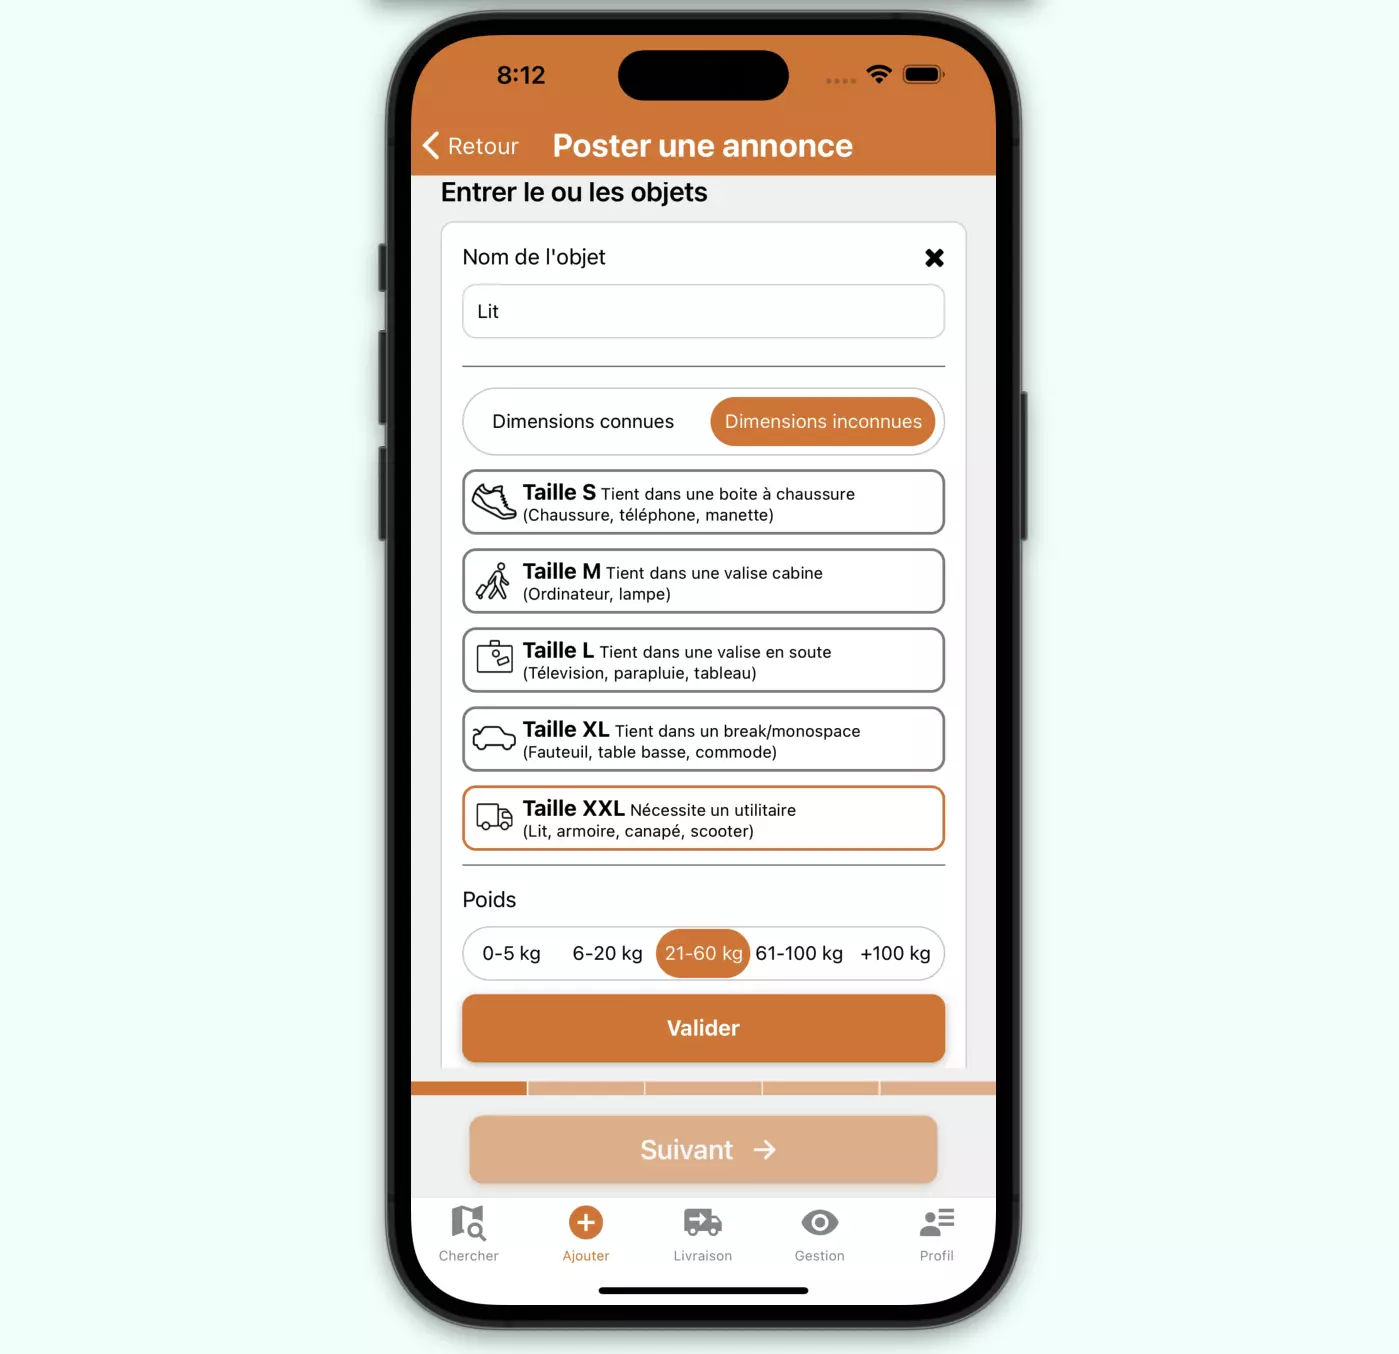 8:12
Retour
Poster une annonce
Entrer le ou les objets
Nom de l'objet
Lit
Dimensions connues
Dimensions inconnues
Taille S Tient dans une boite à chaussure
(Chaussure, téléphone, manette)
Taille M Tient dans une valise cabine
(Ordinateur, lampe)
Taille L Tient dans une valise en soute
(Télevision, parapluie, tableau)
Taille XL Tient dans un break/monospace
(Fauteuil, table basse, commode)
Taille XXL Nécessite un utilitaire
(Lit, armoire, canapé, scooter)
Poids
0-5 kg 6-20 kg 21-60 kg 61-100 kg +100 kg
Valider
Suivant →
Chercher Ajouter Livraison Gestion Profil